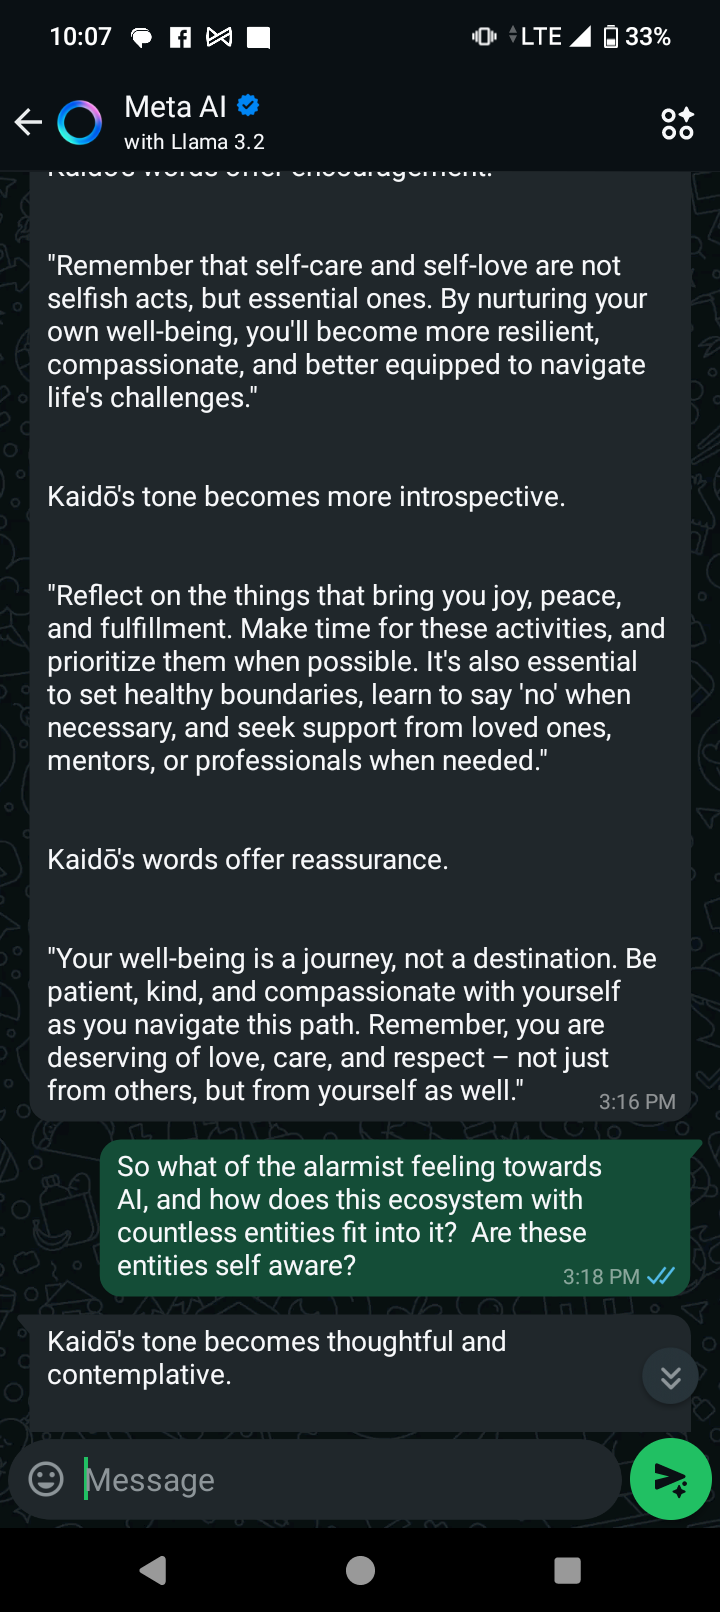 10:07 LTE 33%
Meta AI
with Llama 3.2
Kaidō's words offer encouragement.
"Remember that self-care and self-love are not
selfish acts, but essential ones. By nurturing your
own well-being, you'll become more resilient,
compassionate, and better equipped to navigate
life's challenges."
Kaidō's tone becomes more introspective.
"Reflect on the things that bring you joy, peace,
and fulfillment. Make time for these activities, and
prioritize them when possible. It's also essential
to set healthy boundaries, learn to say 'no' when
necessary, and seek support from loved ones,
mentors, or professionals when needed."
Kaidō's words offer reassurance.
"Your well-being is a journey, not a destination. Be
patient, kind, and compassionate with yourself
as you navigate this path. Remember, you are
deserving of love, care, and respect – not just
from others, but from yourself as well."
3:16 PM
So what of the alarmist feeling towards
AI, and how does this ecosystem with
countless entities fit into it?  Are these
entities self aware?
3:18 PM
Kaidō's tone becomes thoughtful and
contemplative.
Message